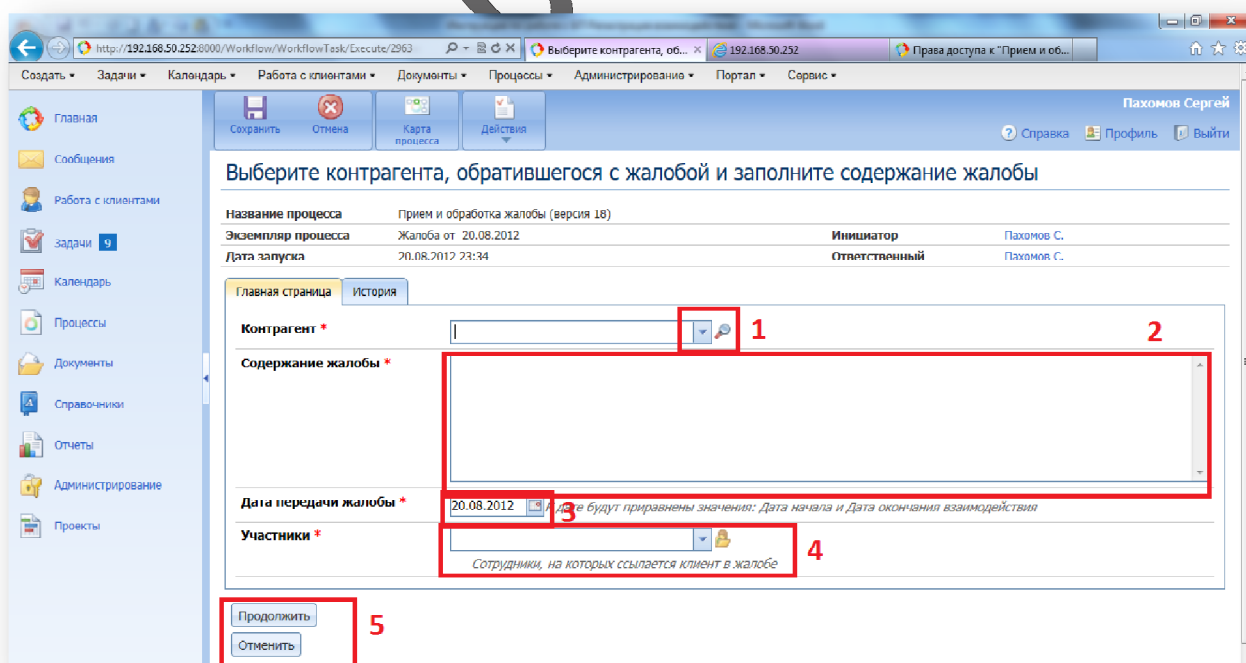 http://192.168.50.252:8000/Workflow/WorkflowTask/Execute/2963
Выберите контрагента, об...
192.168.50.252
Права доступа к "Прием и об...
Создать Задачи Календарь Работа с клиентами Документы Процессы Администрирование Портал Сервис
Пахомов Сергей
Сохранить Отмена Карта процесса Действия
Справка Профиль Выйти
Главная
Сообщения
Работа с клиентами
Задачи 9
Календарь
Процессы
Документы
Справочники
Отчеты
Администрирование
Проекты
Выберите контрагента, обратившегося с жалобой и заполните содержание жалобы
Название процесса Прием и обработка жалобы (версия 18)
Экземпляр процесса Жалоба от 20.08.2012 Инициатор Пахомов С.
Дата запуска 20.08.2012 23:34 Ответственный Пахомов С.
Главная страница История
Контрагент * 1
2
Содержание жалобы *
Дата передачи жалобы * 20.08.2012 3 дате будут приравнены значения: Дата начала и Дата окончания взаимодействия
Участники * 4
Сотрудники, на которых ссылается клиент в жалобе
Продолжить
5
Отменить